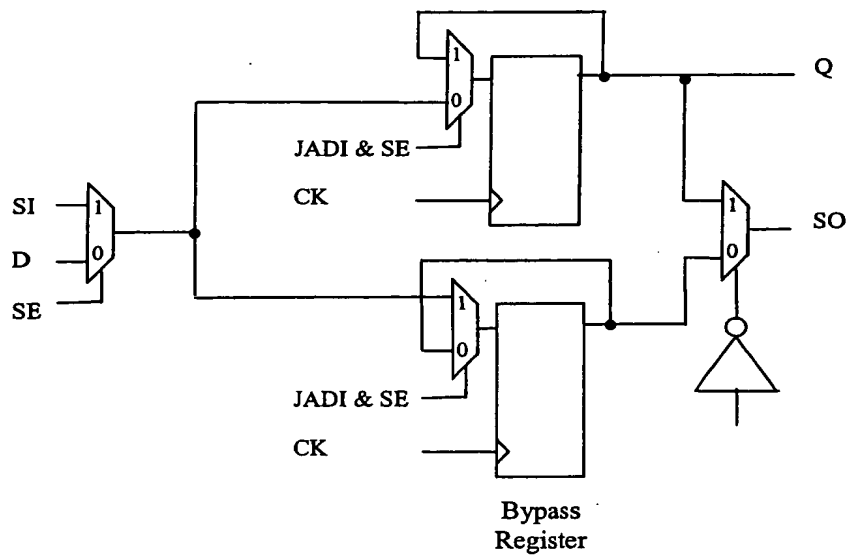 1
Q
0
JADI & SE
CK
SI
1
1
SO
D
0
0
SE
1
0
JADI & SE
CK
Bypass
Register